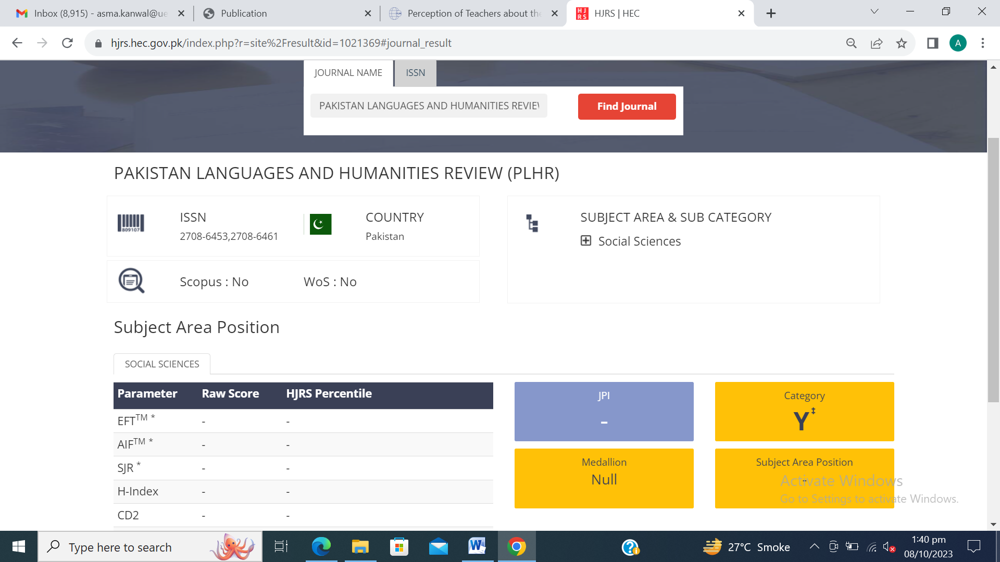 Inbox (8,915) - asma.kanwal@ue
Publication
Perception of Teachers about the
HJRS | HEC
hjrs.hec.gov.pk/index.php?r=site%2Fresult&id=1021369#journal_result
A
JOURNAL NAME
ISSN
PAKISTAN LANGUAGES AND HUMANITIES REVIEW
Find Journal
PAKISTAN LANGUAGES AND HUMANITIES REVIEW (PLHR)
809107
ISSN
2708-6453,2708-6461
COUNTRY
Pakistan
SUBJECT AREA & SUB CATEGORY
Social Sciences
Scopus : No
WoS : No
Subject Area Position
SOCIAL SCIENCES
Parameter Raw Score HJRS Percentile
EFT™ * - -
AIF™ * - -
SJR * - -
H-Index - -
CD2 - -
JPI
-
Category
Y‡
Medallion
Null
Subject Area Position
-
Activate Windows
Go to Settings to activate Windows.
Type here to search
27°C Smoke
1:40 pm
08/10/2023